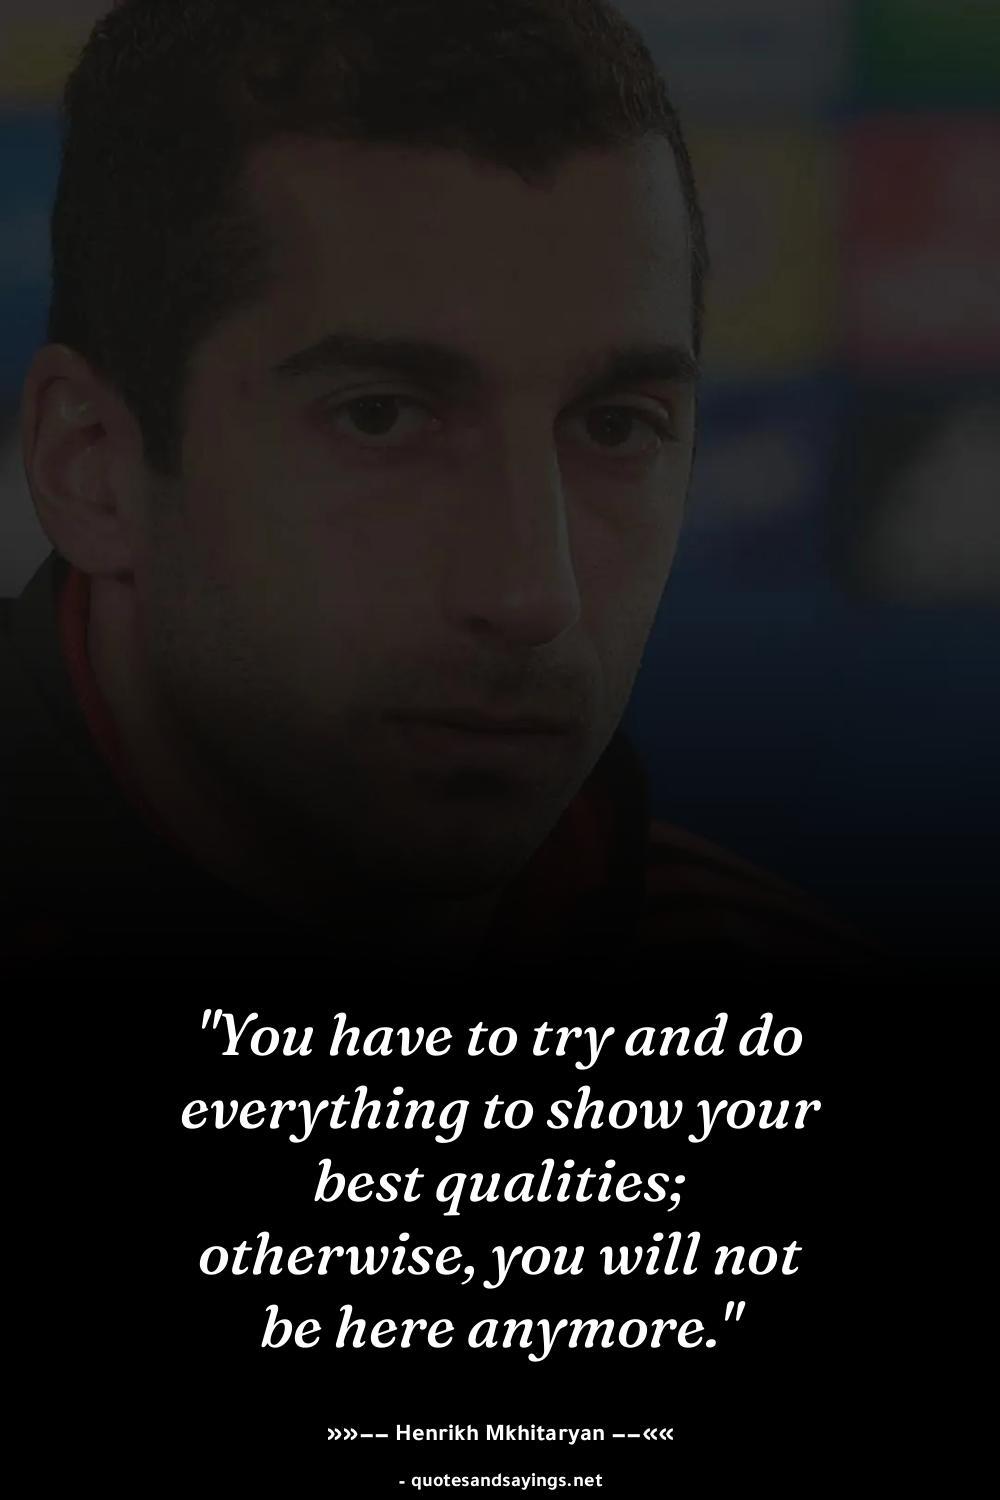 "You have to try and do
everything to show your
best qualities;
otherwise, you will not
be here anymore."
»»–– Henrikh Mkhitaryan ––««
- quotesandsayings.net